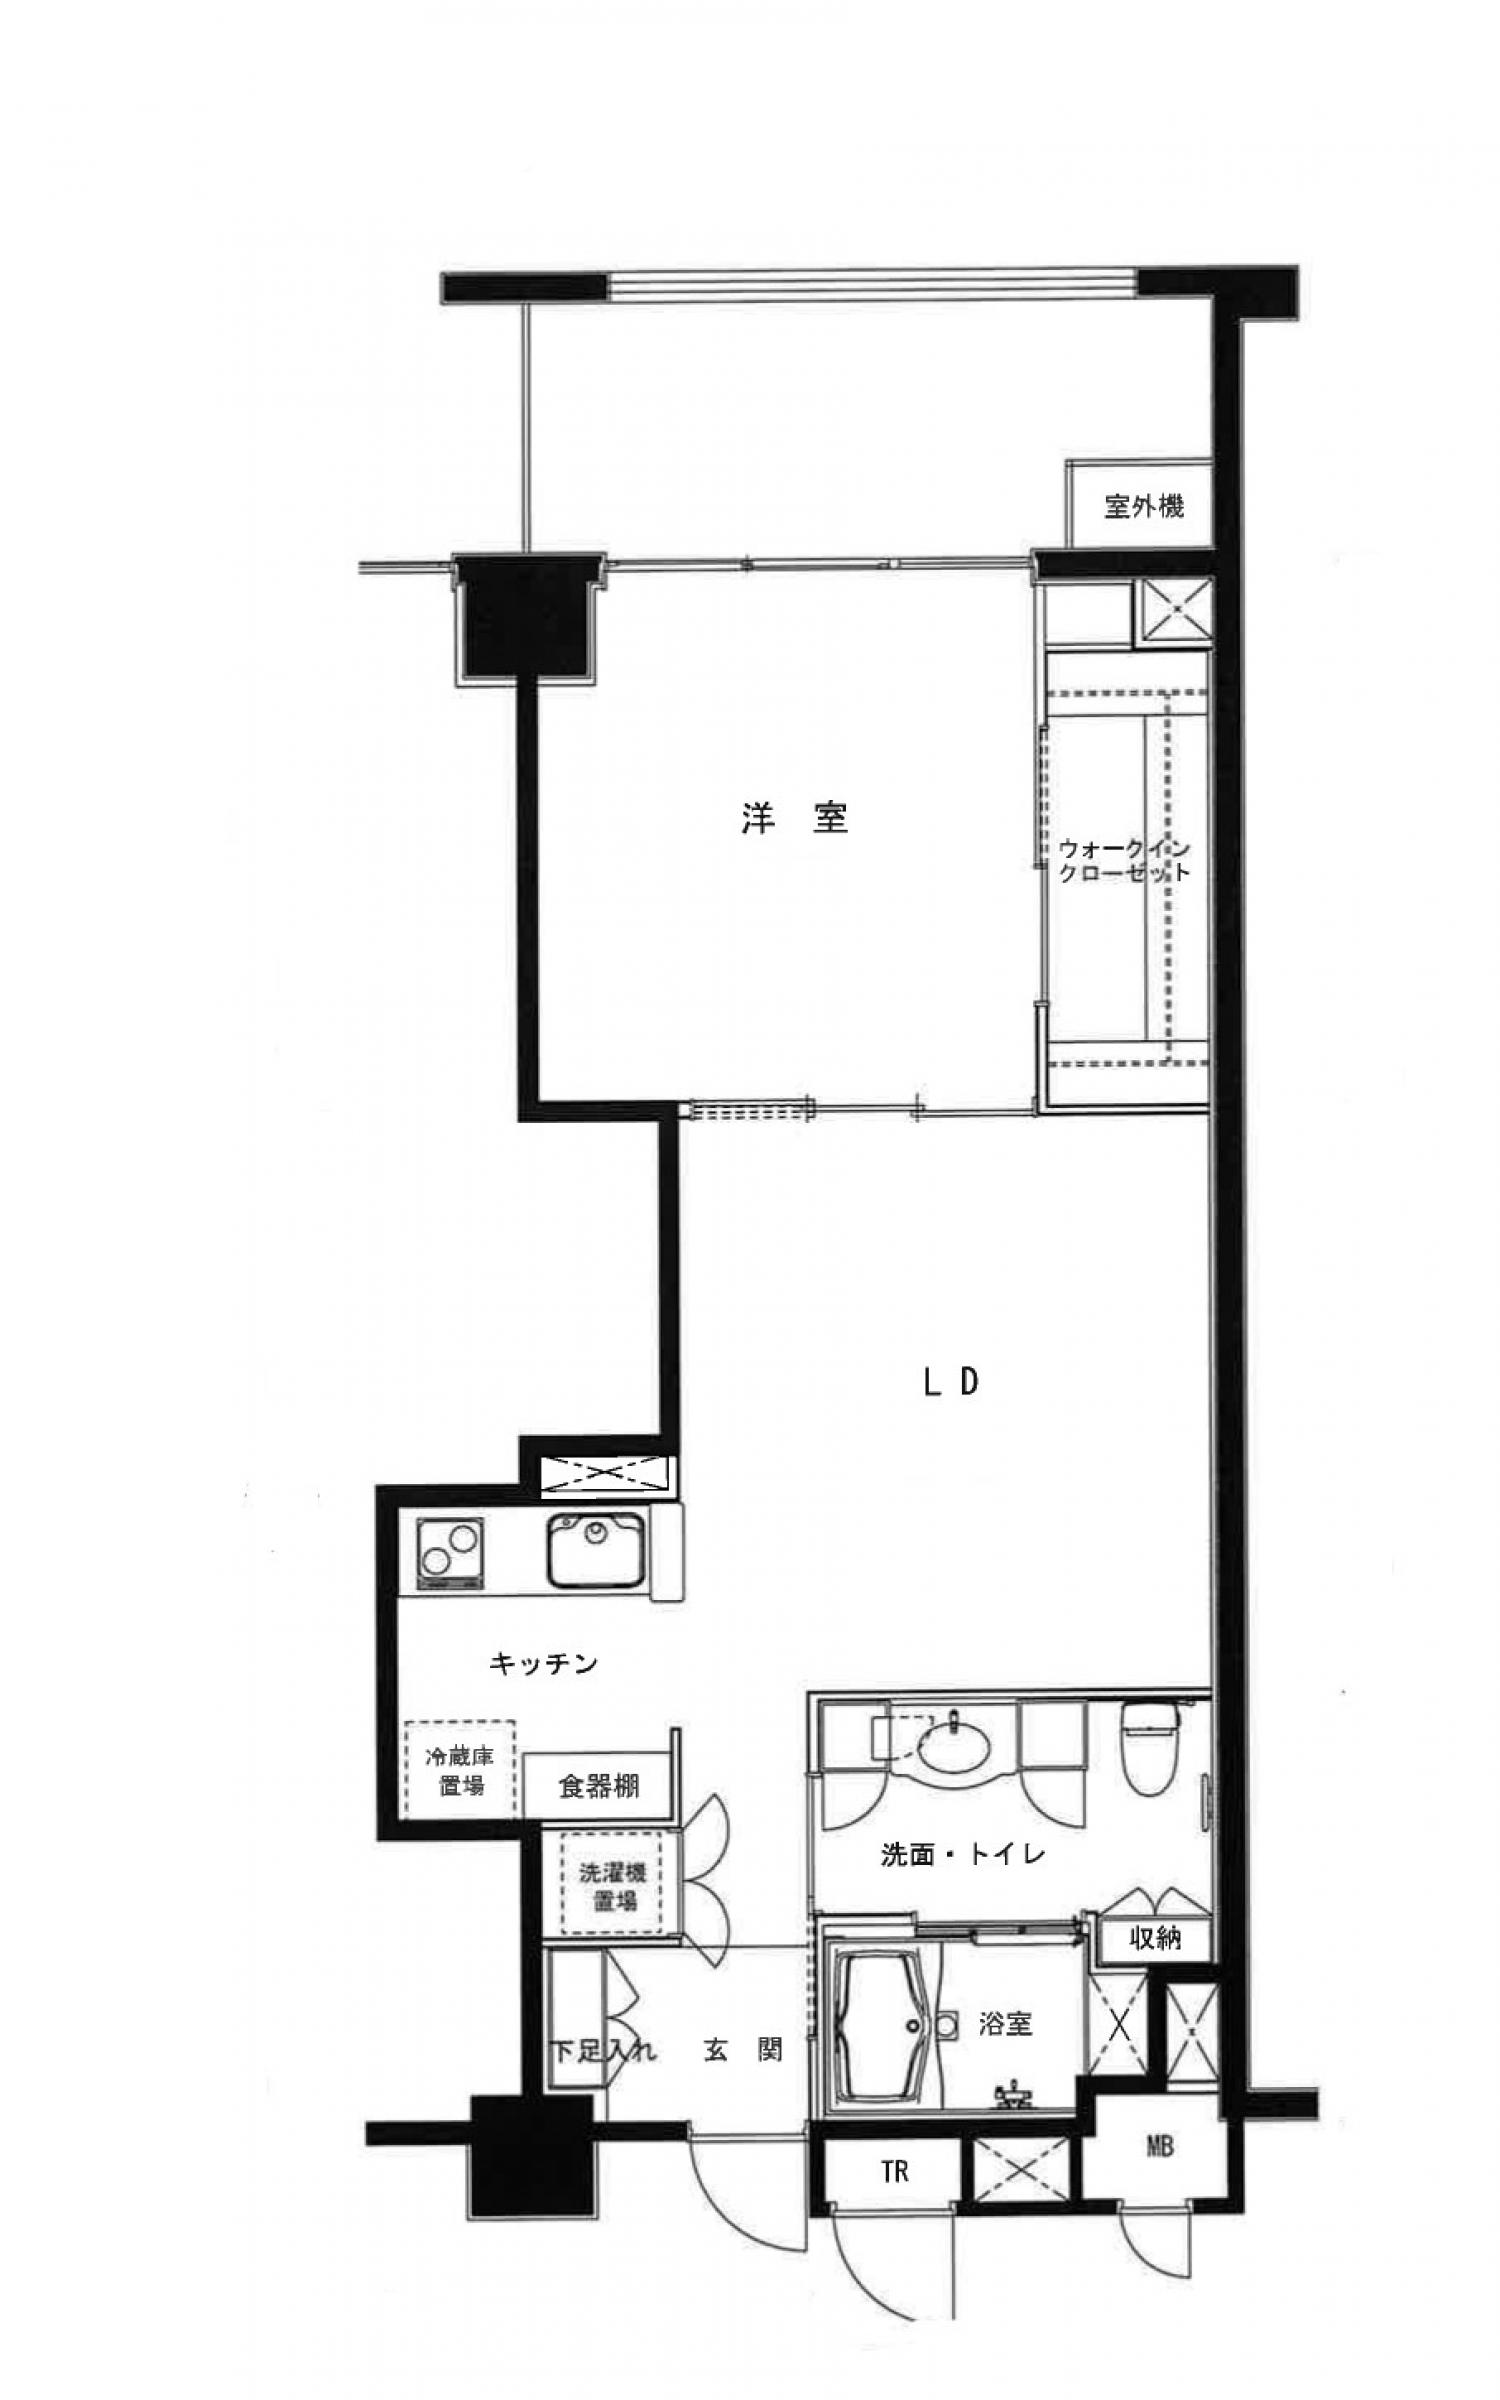 室外機
洋 室
ウォークイン
クローゼット
LD
キッチン
冷蔵庫
置場
食器棚
洗濯機
置場
洗面・トイレ
収納
浴室
下足入れ
玄 関
TR
MB